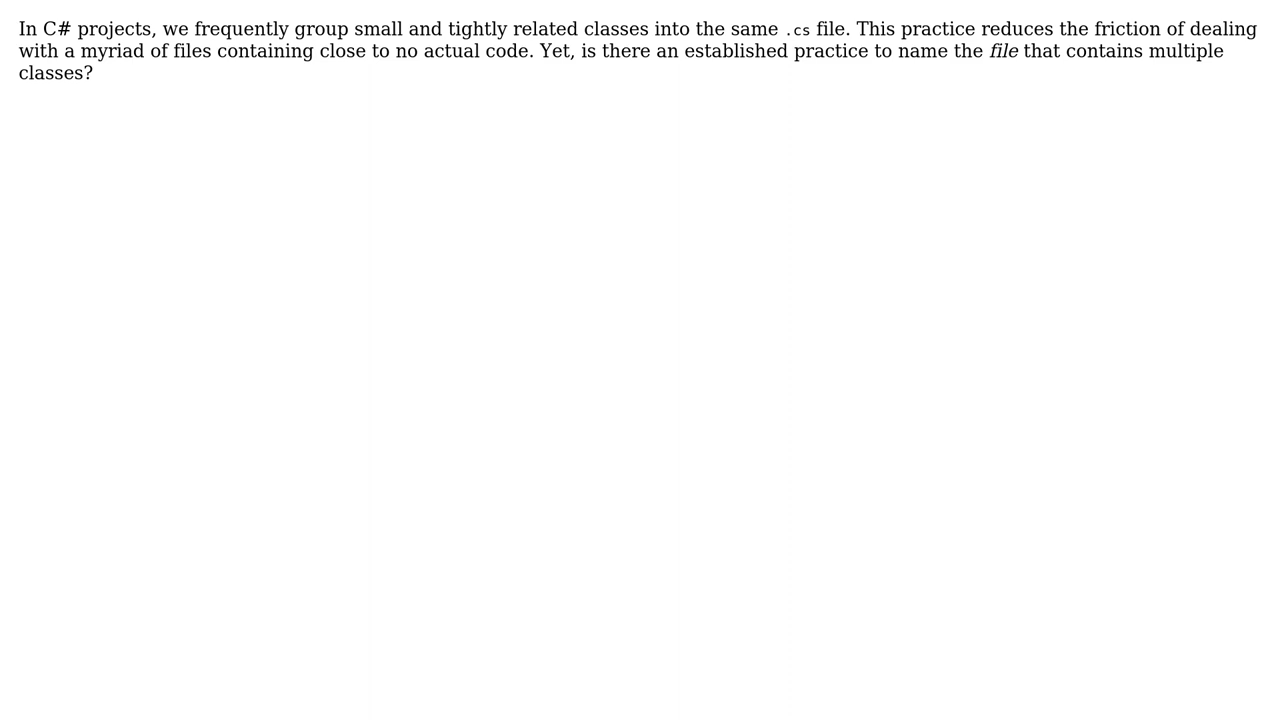 In C# projects, we frequently group small and tightly related classes into the same .cs file. This practice reduces the friction of dealing
with a myriad of files containing close to no actual code. Yet, is there an established practice to name the file that contains multiple
classes?